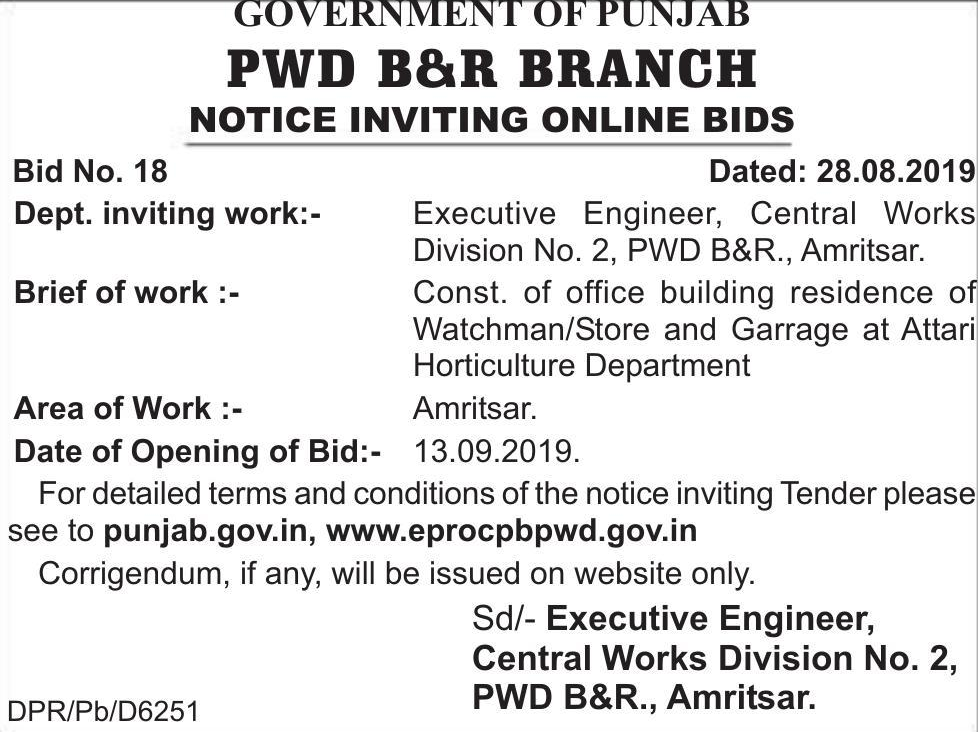 GOVERNMENT OF PUNJAB
PWD B&R BRANCH
NOTICE INVITING ONLINE BIDS
Bid No. 18 Dated: 28.08.2019
Dept. inviting work:- Executive Engineer, Central Works
Division No. 2, PWD B&R., Amritsar.
Brief of work :- Const. of office building residence of
Watchman/Store and Garrage at Attari
Horticulture Department
Area of Work :- Amritsar.
Date of Opening of Bid:- 13.09.2019.
For detailed terms and conditions of the notice inviting Tender please
see to punjab.gov.in, www.eprocpbpwd.gov.in
Corrigendum, if any, will be issued on website only.
Sd/- Executive Engineer,
Central Works Division No. 2,
PWD B&R., Amritsar.
DPR/Pb/D6251